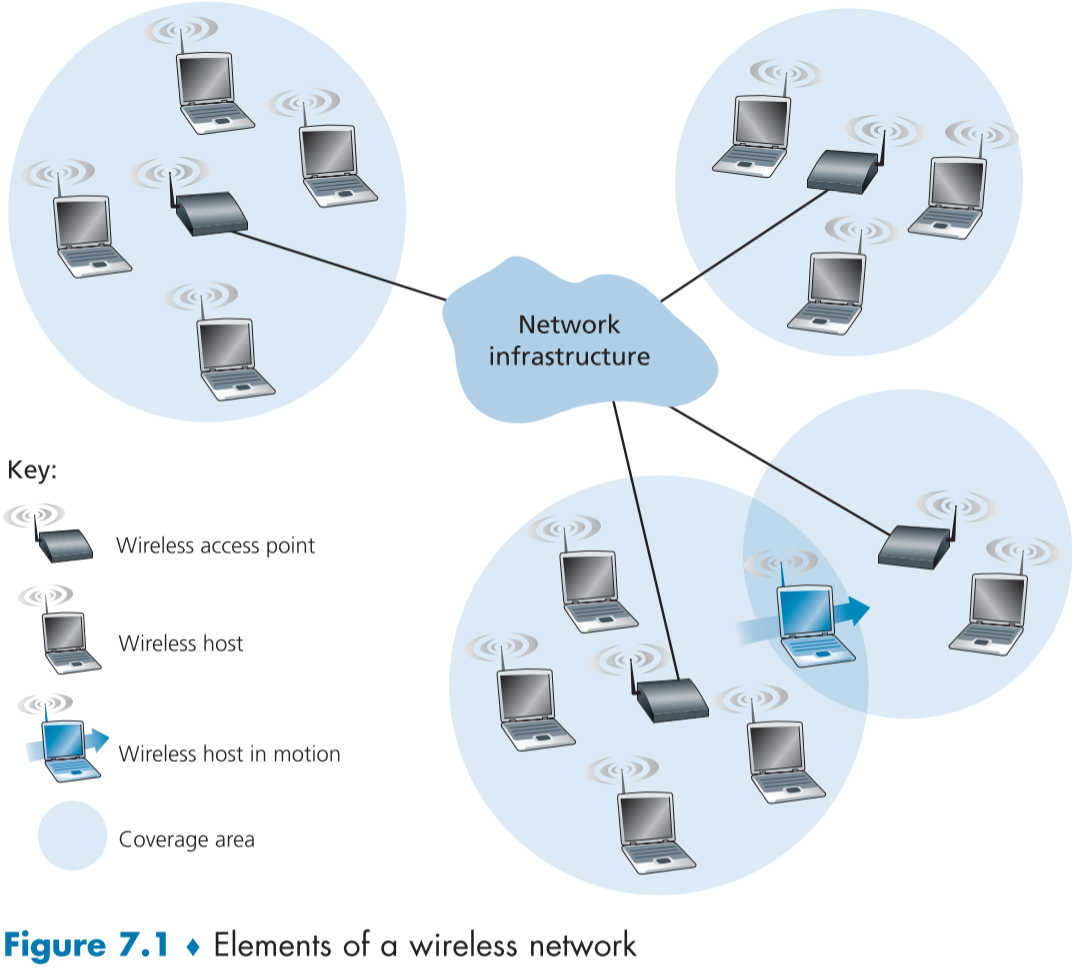 Network
infrastructure
Key:
Wireless access point
Wireless host
Wireless host in motion
Coverage area
Figure 7.1 ♦ Elements of a wireless network